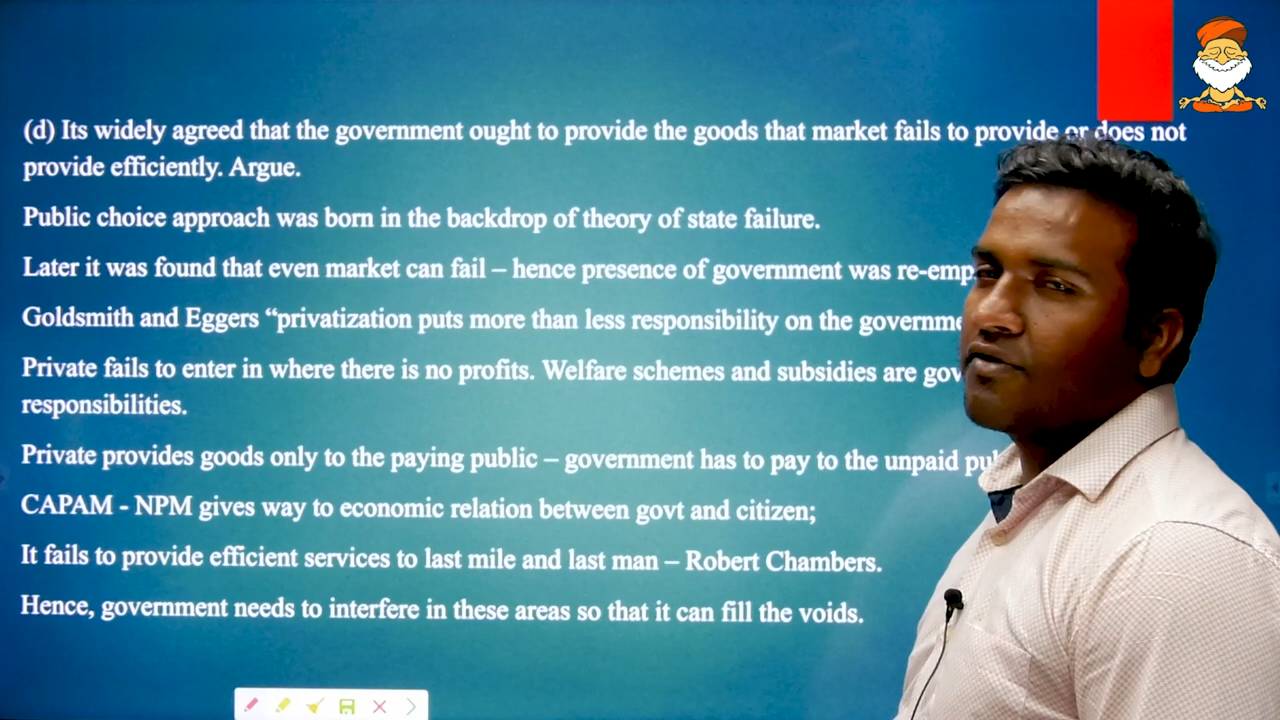 (d) Its widely agreed that the government ought to provide the goods that market fails to provide or does not
provide efficiently. Argue.
Public choice approach was born in the backdrop of theory of state failure.
Later it was found that even market can fail – hence presence of government was
Goldsmith and Eggers “privatization puts more than less responsibility on the
Private fails to enter in where there is no profits. Welfare schemes and subsidies are
responsibilities.
Private provides goods only to the paying public – government has to pay to the unpaid
CAPAM - NPM gives way to economic relation between govt and citizen;
It fails to provide efficient services to last mile and last man – Robert Chambers.
Hence, government needs to interfere in these areas so that it can fill the voids.